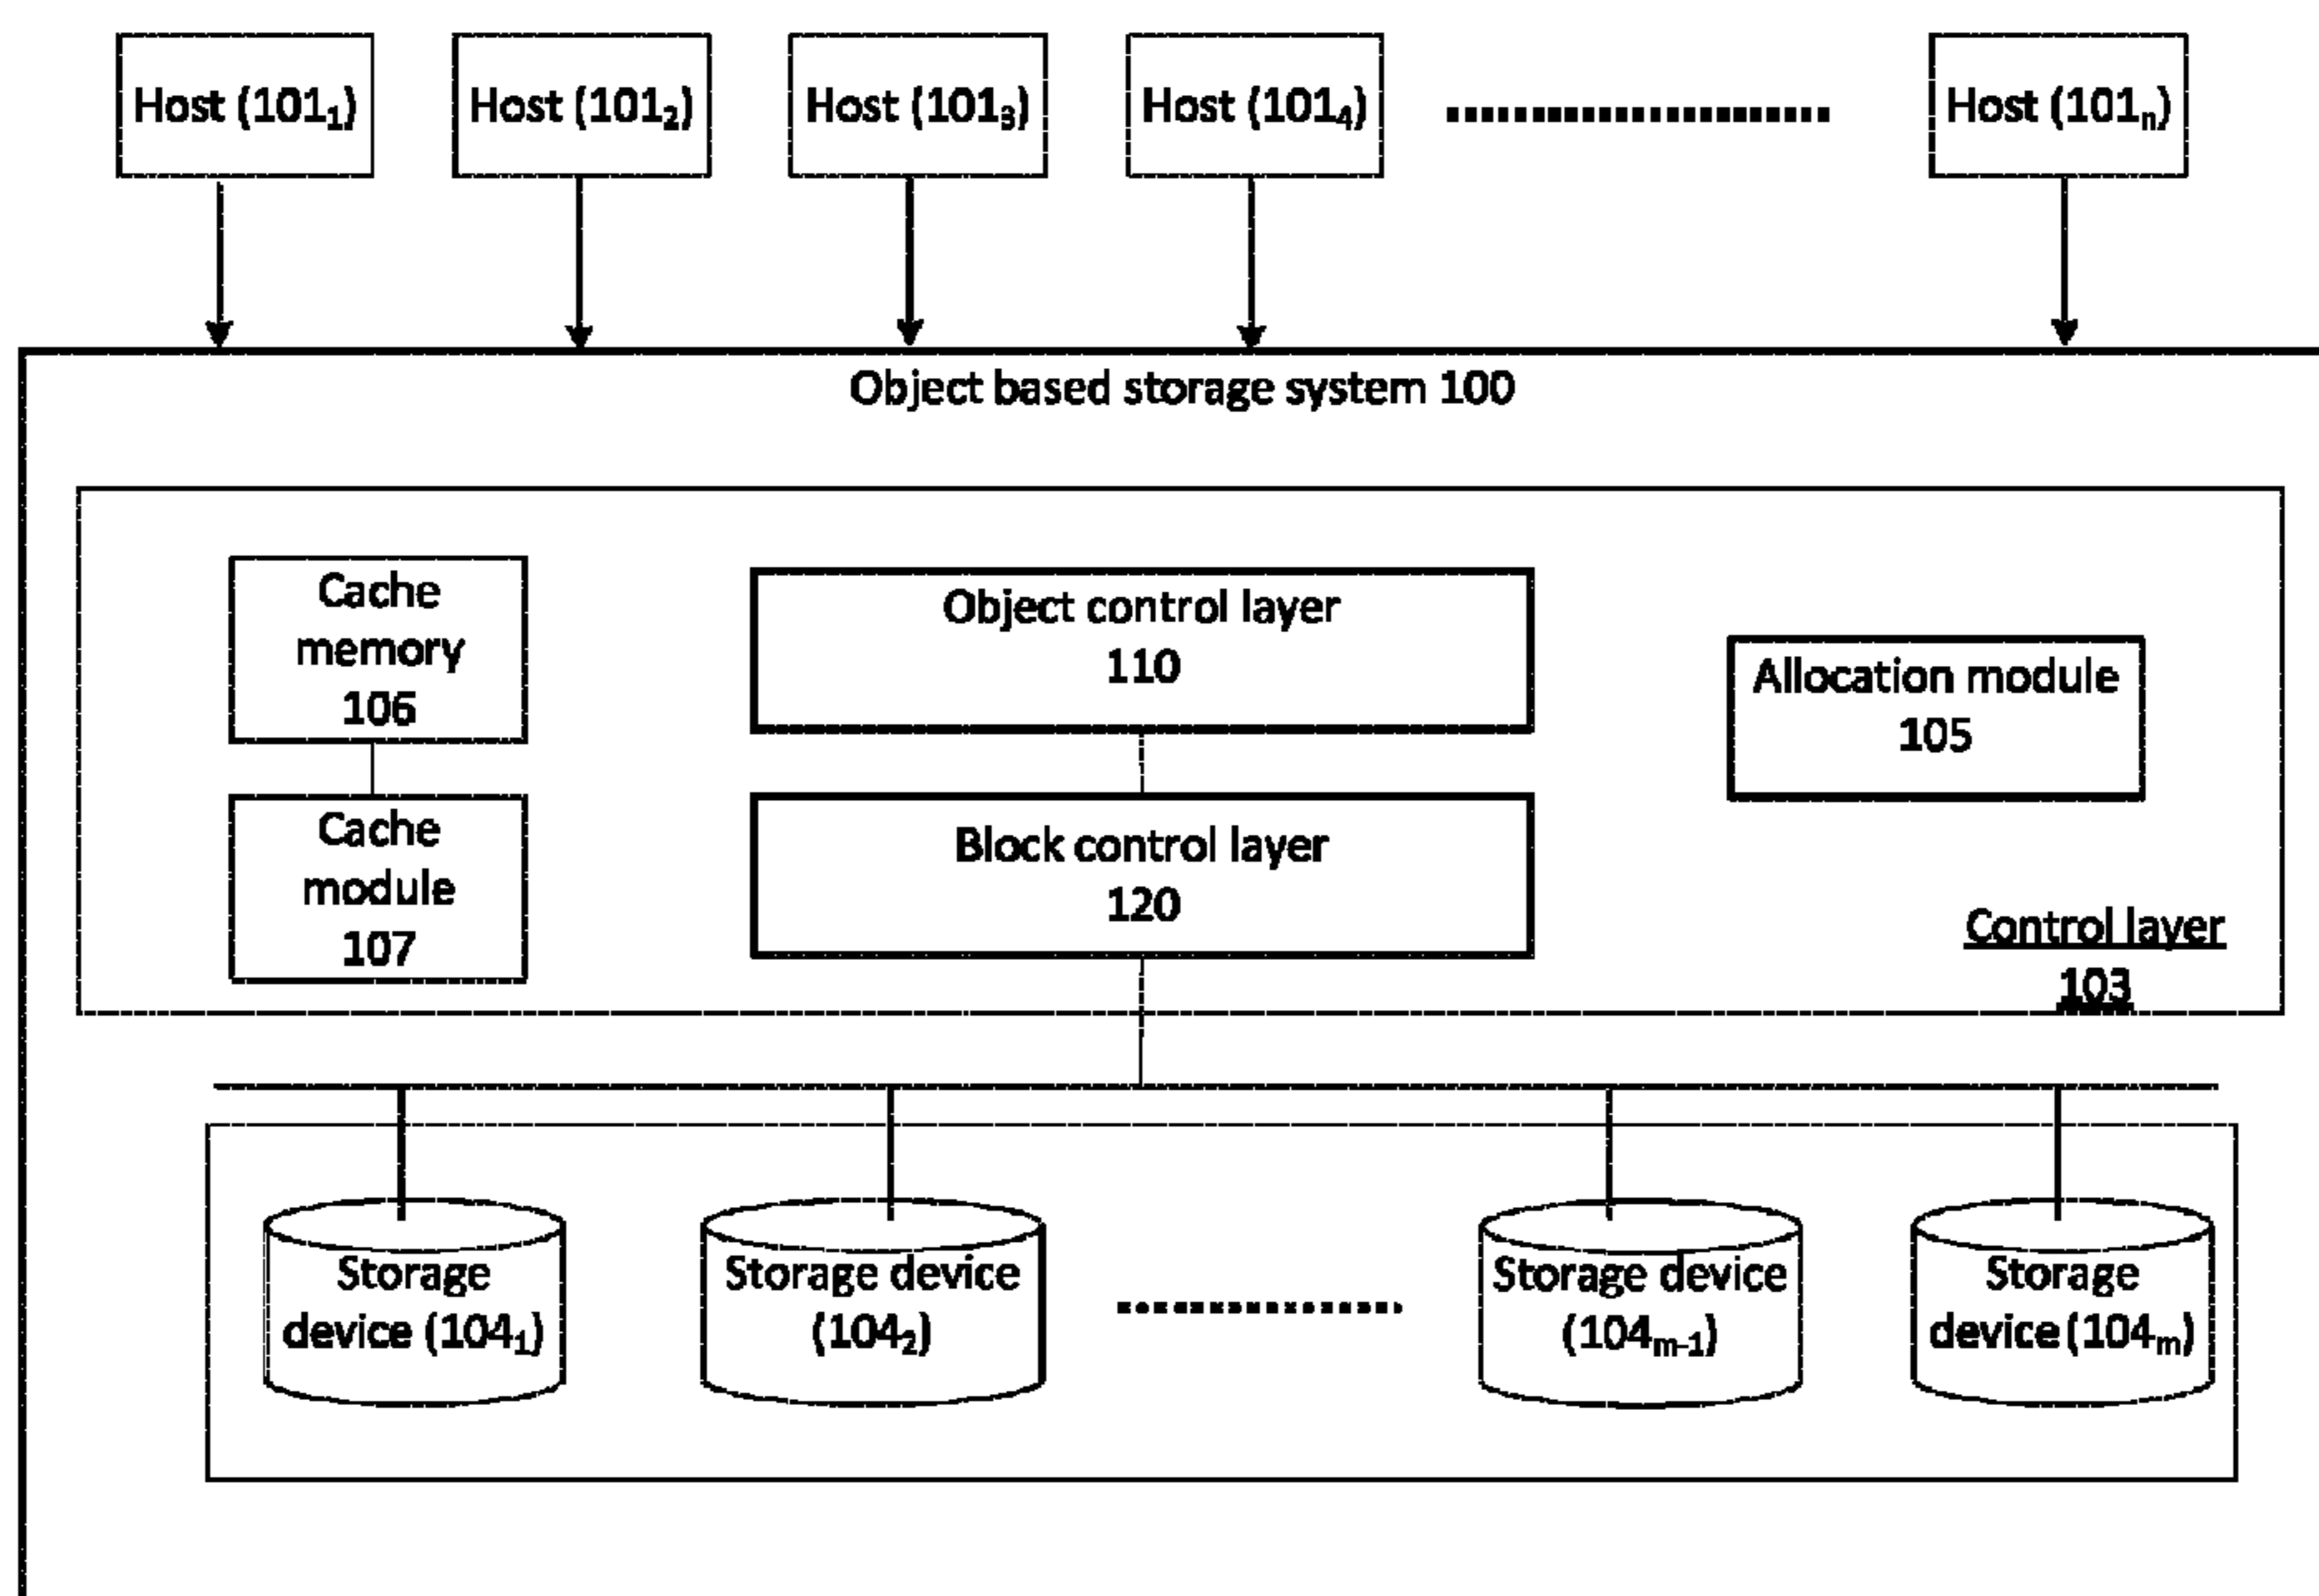 Host (101₁) Host (101₂) Host (101₃) Host (101₄) Host (101ₙ)
Object based storage system 100
Cache
memory
106
Object control layer
110
Allocation module
105
Cache
module
107
Block control layer
120
Control layer
103
Storage
device (104₁)
Storage device
(104₂)
Storage device
(104ₘ₋₁)
Storage
device (104ₘ)